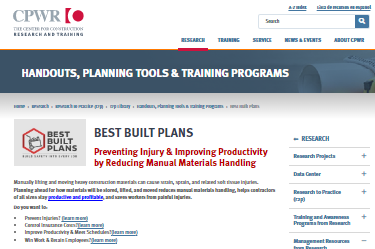 A-Z Index
Lista de recursos en español
CPWR
THE CENTER FOR CONSTRUCTION
RESEARCH AND TRAINING
Search
RESEARCH TRAINING SERVICE NEWS & EVENTS ABOUT CPWR
HANDOUTS, PLANNING TOOLS & TRAINING PROGRAMS
Home › Research › Research to Practice (r2p) › r2p Library › Handouts, Planning Tools & Training Programs › Best Built Plans
BEST
BUILT
PLANS
BUILD SAFETY INTO EVERY JOB
BEST BUILT PLANS
Preventing Injury & Improving Productivity
by Reducing Manual Materials Handling
Manually lifting and moving heavy construction materials can cause strain, sprains, and related soft tissue injuries.
Planning ahead for how materials will be stored, lifted, and moved reduces manual materials handling, helps contractors
of all sizes stay productive and profitable, and saves workers from painful injuries.
Do you want to:
• Prevent Injuries? (learn more)
• Control Insurance Costs? (learn more)
• Improve Productivity & Meet Schedules? (learn more)
• Win Work & Retain Employees? (learn more)
RESEARCH
Research Projects +
Data Center +
Research to Practice +
(r2p)
Training and Awareness +
Programs from Research
Management Resources +
from Research